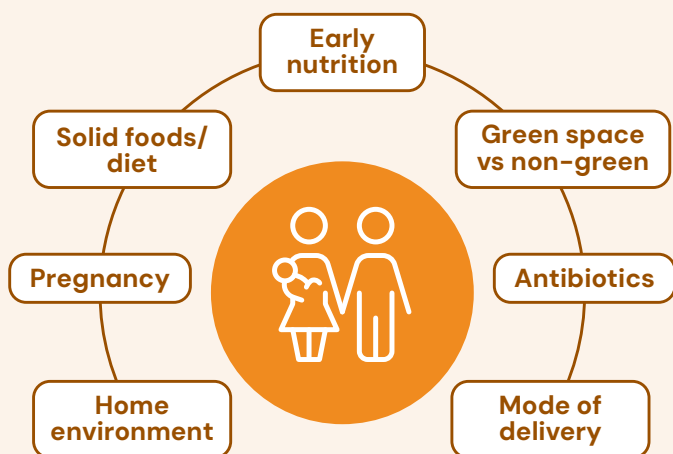 Early
nutrition
Solid foods/
diet
Green space
vs non-green
Pregnancy
Antibiotics
Home
environment
Mode of
delivery